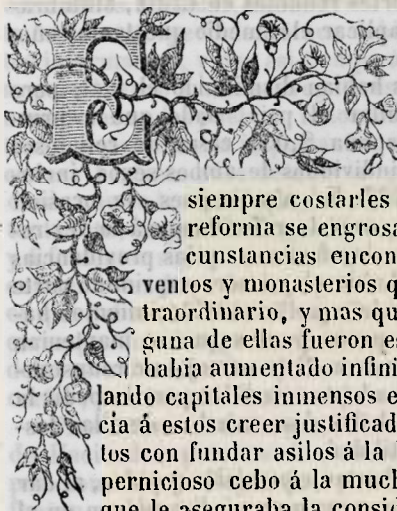 E
siempre costarles
reforma se engrosa
cunstancias encon
ventos y monasterios q
traordinario, y mas qu
guna de ellas fueron es
habia aumentado infini
lando capitales inmensos e
cia á estos creer justificad
tos con fundar asilos á la
pernicioso cebo á la much
que le aseguraba la consid